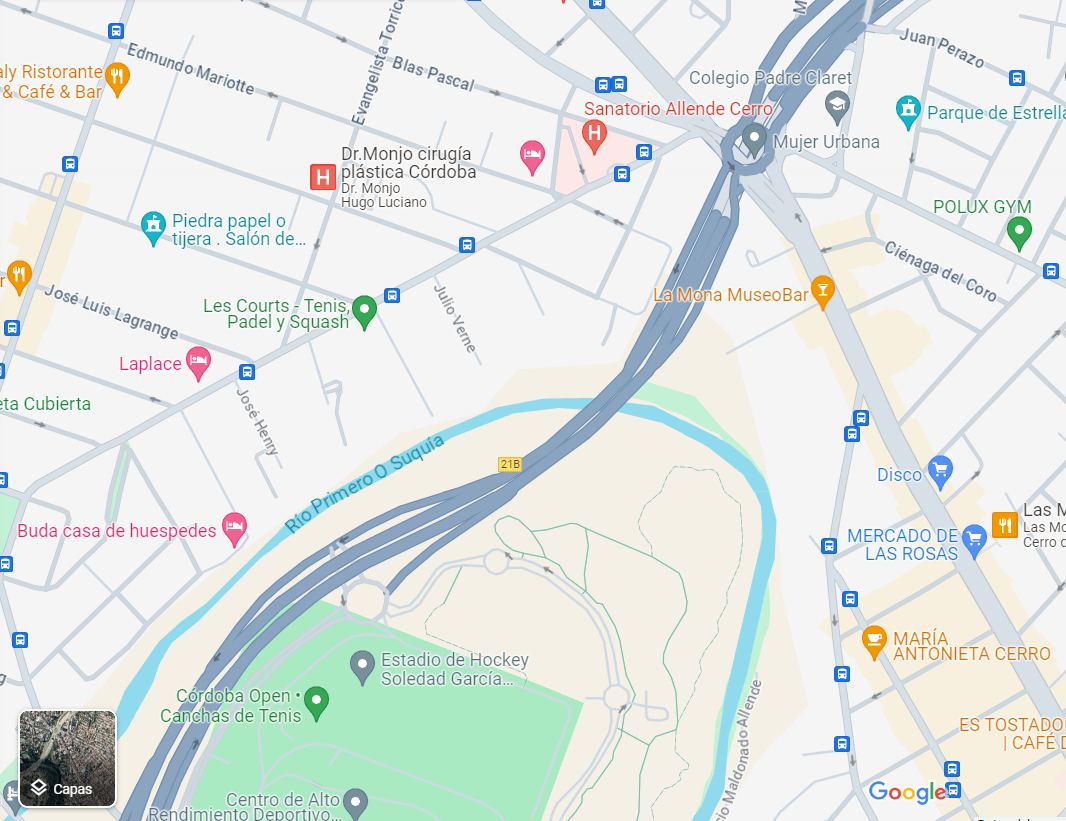 Evangelista Torric
Juan Perazo
Edmundo Mariotte
Blas Pascal
aly Ristorante
& Café & Bar
Colegio Padre Claret
Sanatorio Allende Cerro
Parque de Estrella
Mujer Urbana
Dr.Monjo cirugía
plástica Córdoba
Dr. Monjo
Hugo Luciano
H
H
POLUX GYM
Piedra papel o
tijera . Salón de...
Ciénaga del Coro
José Luis Lagrange
Julio Verne
La Mona MuseoBar
Les Courts - Tenis,
Padel y Squash
Laplace
José Henry
eta Cubierta
Río Primero O Suquía
21B
Disco
Las M
Las Mo
Cerro d
Buda casa de huespedes
MERCADO DE
LAS ROSAS
MARÍA
ANTONIETA CERRO
Estadio de Hockey
Soledad García...
Córdoba Open •
Canchas de Tenis
cio Maldonado Allende
ES TOSTADO
| CAFÉ D
Capas
Google
Centro de Alto
Rendimiento Deportivo...